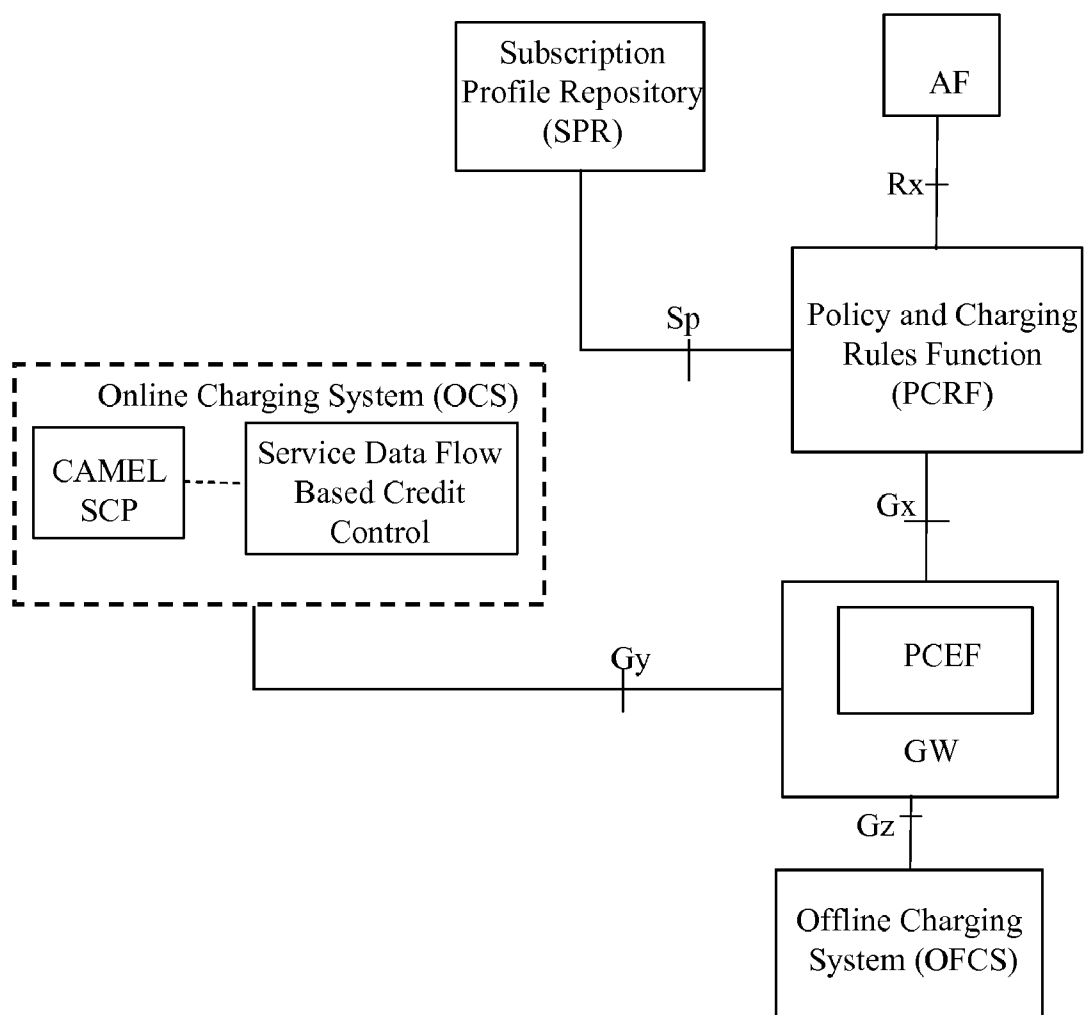 Subscription
Profile Repository
(SPR)
AF
Rx
Sp
Policy and Charging
Rules Function
(PCRF)
Online Charging System (OCS)
CAMEL
SCP
Service Data Flow
Based Credit
Control
Gx
Gy
PCEF
GW
Gz
Offline Charging
System (OFCS)